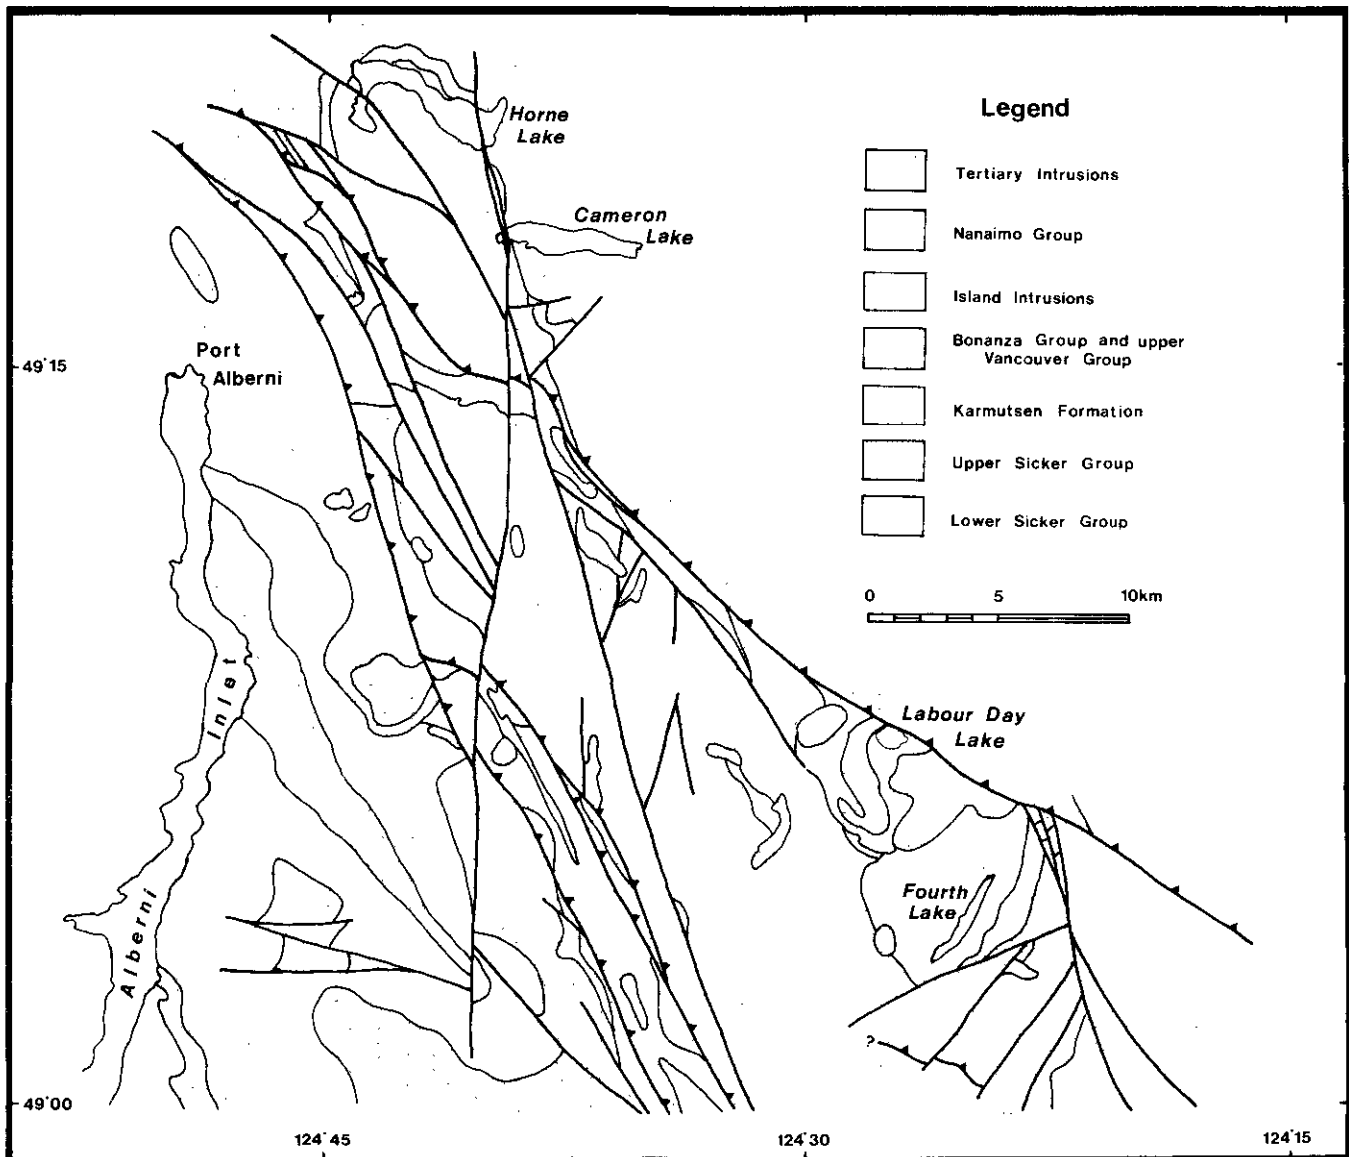 Legend
Horne
Lake
Tertiary Intrusions
Cameron
Lake
Nanaimo Group
Island Intrusions
Bonanza Group and upper
Vancouver Group
Port
Alberni
49°15
Karmutsen Formation
Upper Sicker Group
Lower Sicker Group
0 5 10km
Inlet
Labour Day
Lake
Fourth
Lake
Alberni
?
49°00
124°45 124°30 124°15